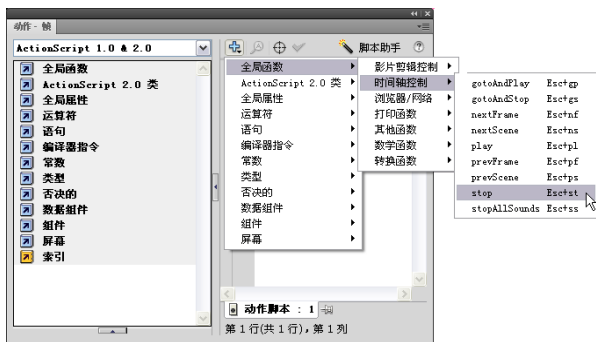 动作 - 帧
ActionScript 1.0 & 2.0
脚本助手
全局函数
ActionScript 2.0 类
全局属性
运算符
语句
编译器指令
常数
类型
否决的
数据组件
组件
屏幕
索引
全局函数
ActionScript 2.0 类
全局属性
运算符
语句
编译器指令
常数
类型
否决的
数据组件
组件
屏幕
影片剪辑控制
时间轴控制
浏览器/网络
打印函数
其他函数
数学函数
转换函数
gotoAndPlay Esc+gp
gotoAndStop Esc+gs
nextFrame Esc+nf
nextScene Esc+ns
play Esc+pl
prevFrame Esc+pf
prevScene Esc+ps
stop Esc+st
stopAllSounds Esc+ss
动作脚本 : 1
第 1 行(共 1 行), 第 1 列